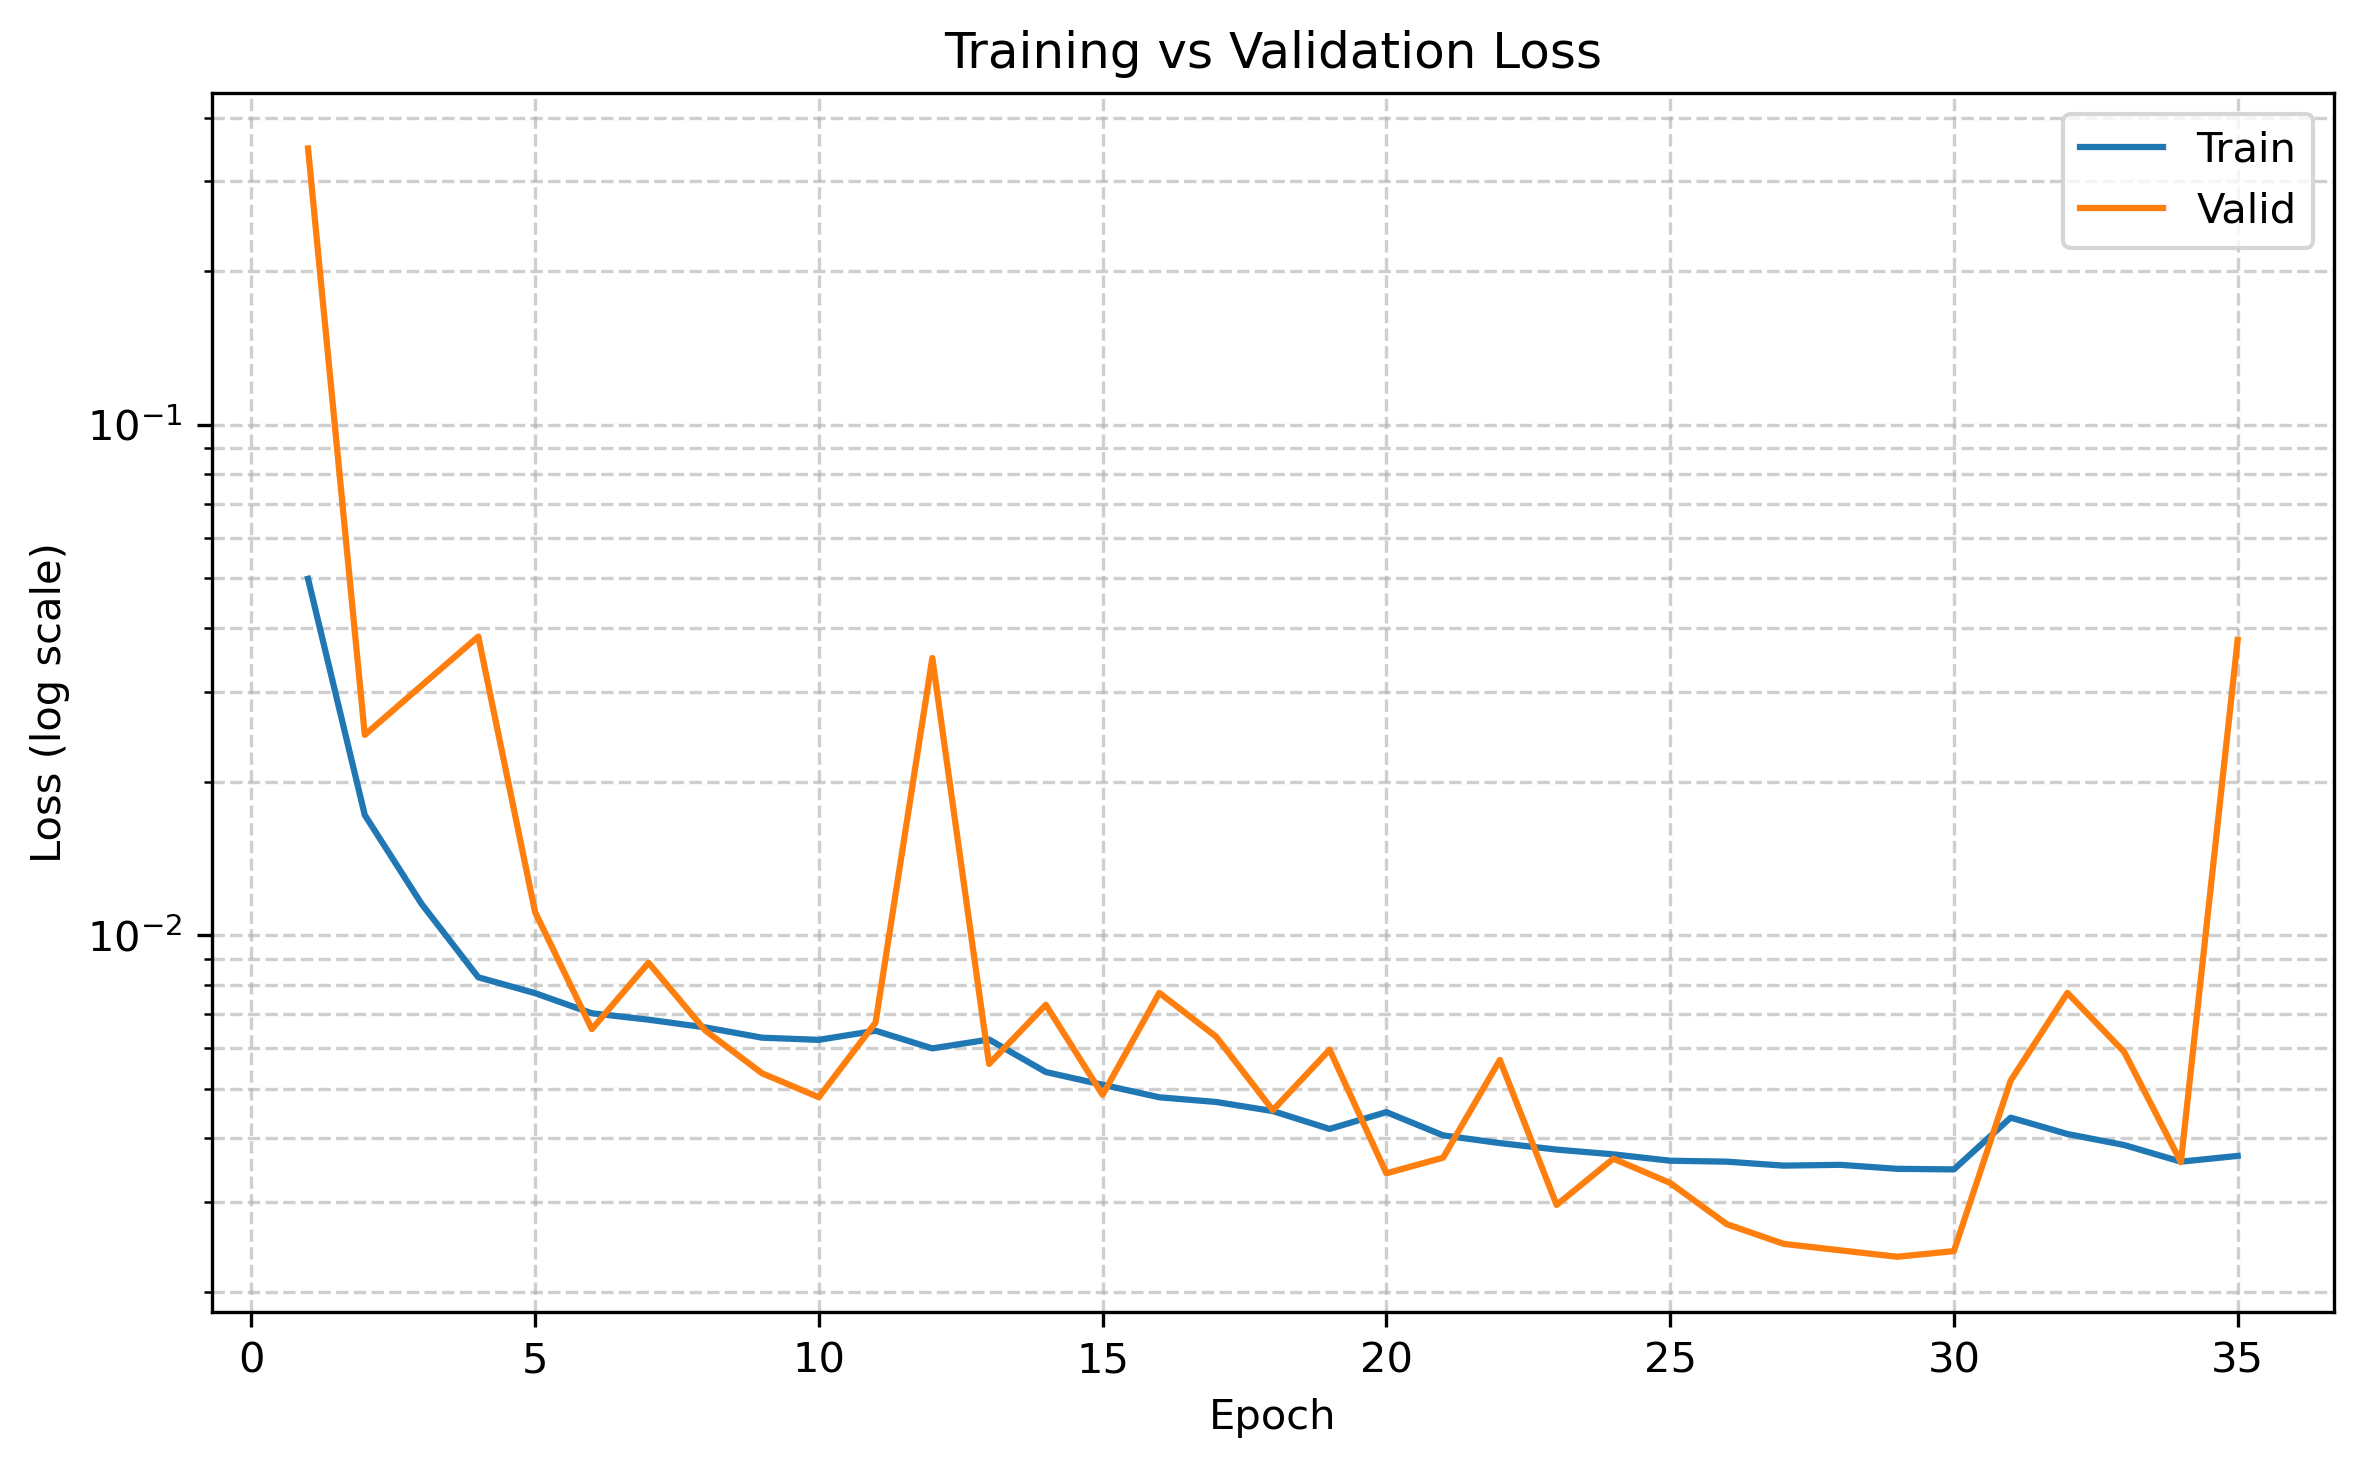 Training vs Validation Loss
Train
Valid
Loss (log scale)
10⁻¹
10⁻²
0 5 10 15 20 25 30 35
Epoch